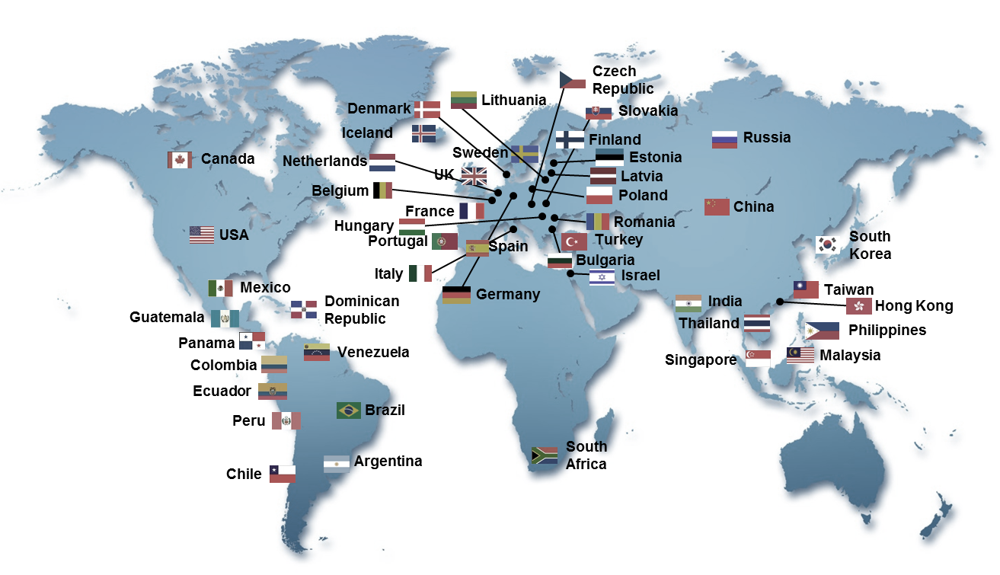 Czech
Republic
Lithuania
Denmark
Slovakia
Iceland
Finland
Russia
Sweden
Canada
Netherlands
Estonia
UK
Latvia
Belgium
Poland
France
China
Hungary
Romania
USA
Portugal
Spain
Turkey
South
Korea
Bulgaria
Italy
Israel
Mexico
Germany
Taiwan
Dominican
Republic
India
Hong Kong
Guatemala
Thailand
Philippines
Panama
Venezuela
Singapore
Malaysia
Colombia
Ecuador
Brazil
Peru
South
Africa
Argentina
Chile